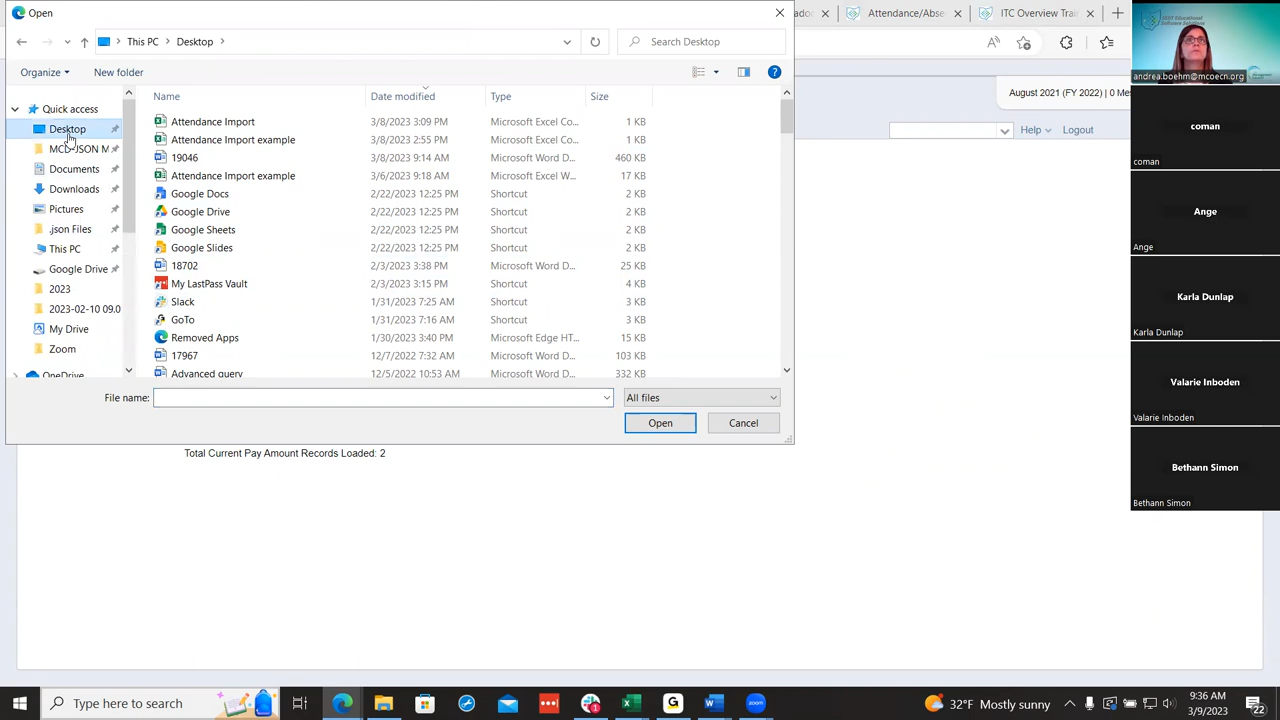 Open
This PC
Desktop
Search Desktop
Attendance/Abse
ITC Overview Train
Organize
New folder
August 2021 (FY 2022) | 0 Me
Help
Logout
Name
Date modified
Type
Size
Quick access
Desktop
MCD-JSON M
Documents
Downloads
Pictures
.json Files
This PC
Google Drive
2023
2023-02-10 09.0
My Drive
Zoom
OneDrive
Attendance Import 3/8/2023 3:09 PM Microsoft Excel Co... 1 KB
Attendance Import example 3/8/2023 2:55 PM Microsoft Excel Co... 1 KB
19046 3/8/2023 9:14 AM Microsoft Word D... 460 KB
Attendance Import example 3/6/2023 9:18 AM Microsoft Excel W... 17 KB
Google Docs 2/22/2023 12:25 PM Shortcut 2 KB
Google Drive 2/22/2023 12:25 PM Shortcut 2 KB
Google Sheets 2/22/2023 12:25 PM Shortcut 2 KB
Google Slides 2/22/2023 12:25 PM Shortcut 2 KB
18702 2/3/2023 3:38 PM Microsoft Word D... 25 KB
My LastPass Vault 2/3/2023 3:15 PM Shortcut 4 KB
Slack 1/31/2023 7:25 AM Shortcut 3 KB
GoTo 1/31/2023 7:16 AM Shortcut 3 KB
Removed Apps 1/30/2023 3:40 PM Microsoft Edge HT... 15 KB
17967 12/7/2022 7:32 AM Microsoft Word D... 103 KB
Advanced query 12/5/2022 10:53 AM Microsoft Word D... 332 KB
File name:
All files
Open
Cancel
Total Current Pay Amount Records Loaded: 2
andrea.boehm@mcoecn.org
coman
coman
Ange
Ange
Karla Dunlap
Karla Dunlap
Valarie Inboden
Valarie Inboden
Bethann Simon
Bethann Simon
Type here to search
zoom
32°F Mostly sunny
9:36 AM
3/9/2023
22